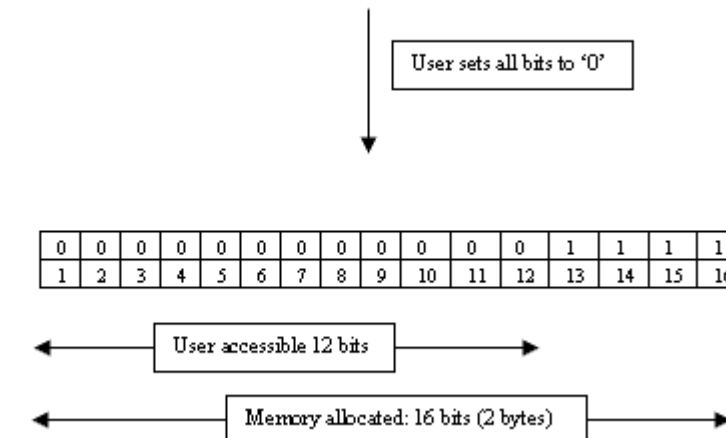 User sets all bits to ‘0’
0 0 0 0 0 0 0 0 0 0 0 0 1 1 1 1
1 2 3 4 5 6 7 8 9 10 11 12 13 14 15 16
User accessible 12 bits
Memory allocated: 16 bits (2 bytes)